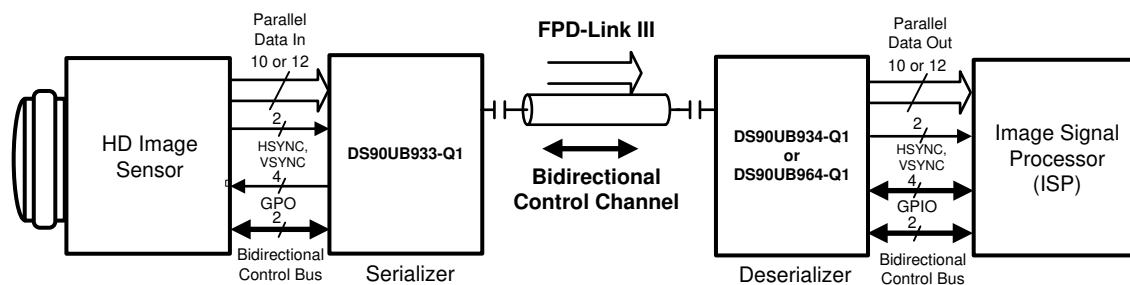 Parallel
Data In
10 or 12
HD Image
Sensor
2
HSYNC,
VSYNC
4
GPO
2
Bidirectional
Control Bus
DS90UB933-Q1
Serializer
FPD-Link III
Bidirectional
Control Channel
DS90UB934-Q1
or
DS90UB964-Q1
Deserializer
Parallel
Data Out
10 or 12
2
HSYNC,
VSYNC
4
GPIO
2
Bidirectional
Control Bus
Image Signal
Processor
(ISP)